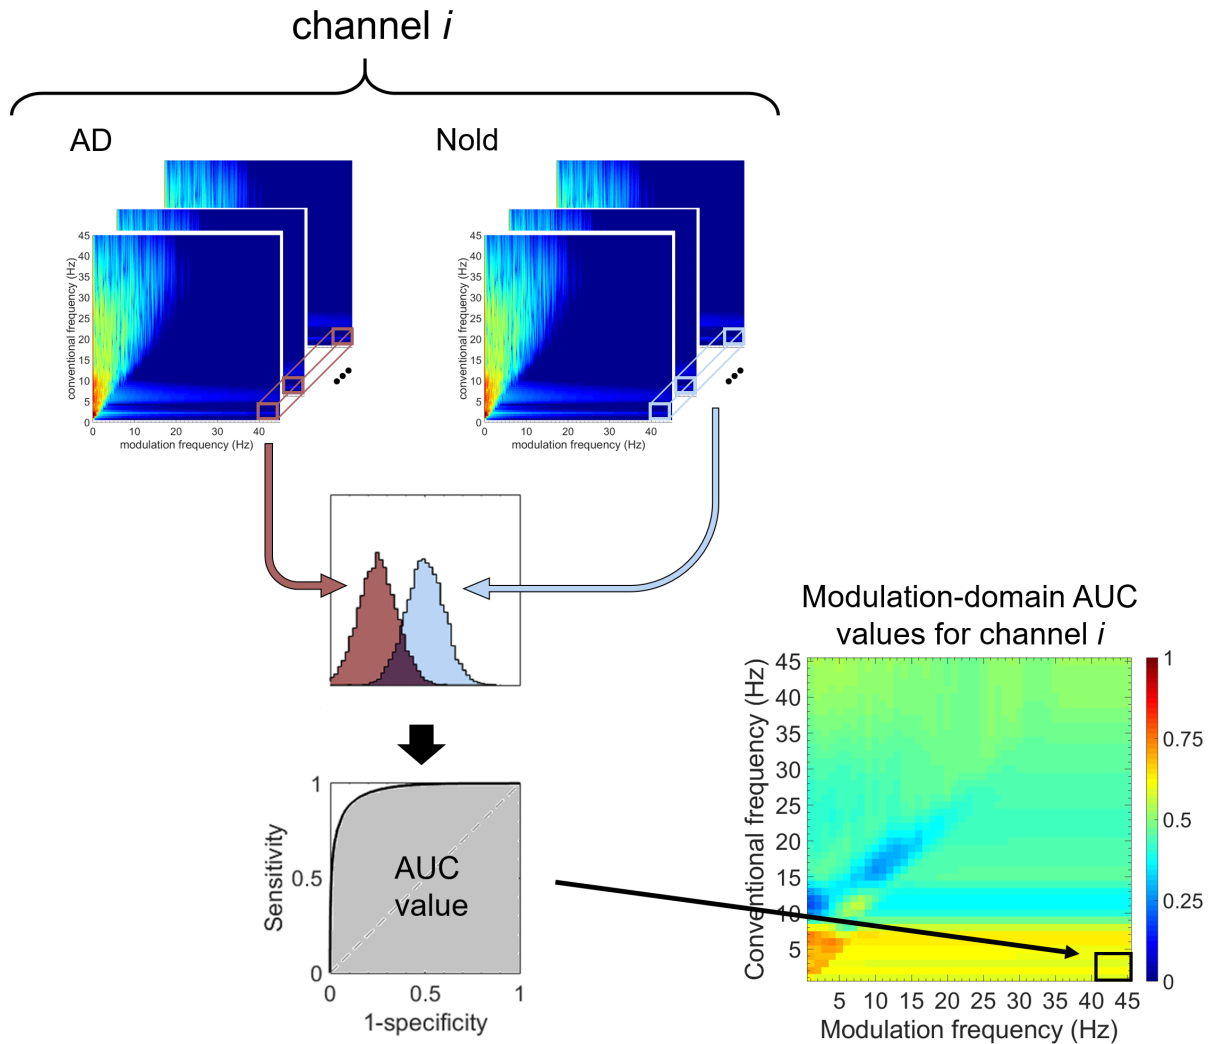 channel i
AD
Nold
45
40
35
30
25
20
15
10
5
0
conventional frequency (Hz)
0 10 20 30 40
modulation frequency (Hz)
45
40
35
30
25
20
15
10
5
0
conventional frequency (Hz)
0 10 20 30 40
modulation frequency (Hz)
1
0.5
0
Sensitivity
AUC
value
0 0.5 1
1-specificity
Modulation-domain AUC
values for channel i
45
40
35
30
25
20
15
10
5
Conventional frequency (Hz)
5 10 15 20 25 30 35 40 45
Modulation frequency (Hz)
1
0.75
0.5
0.25
0